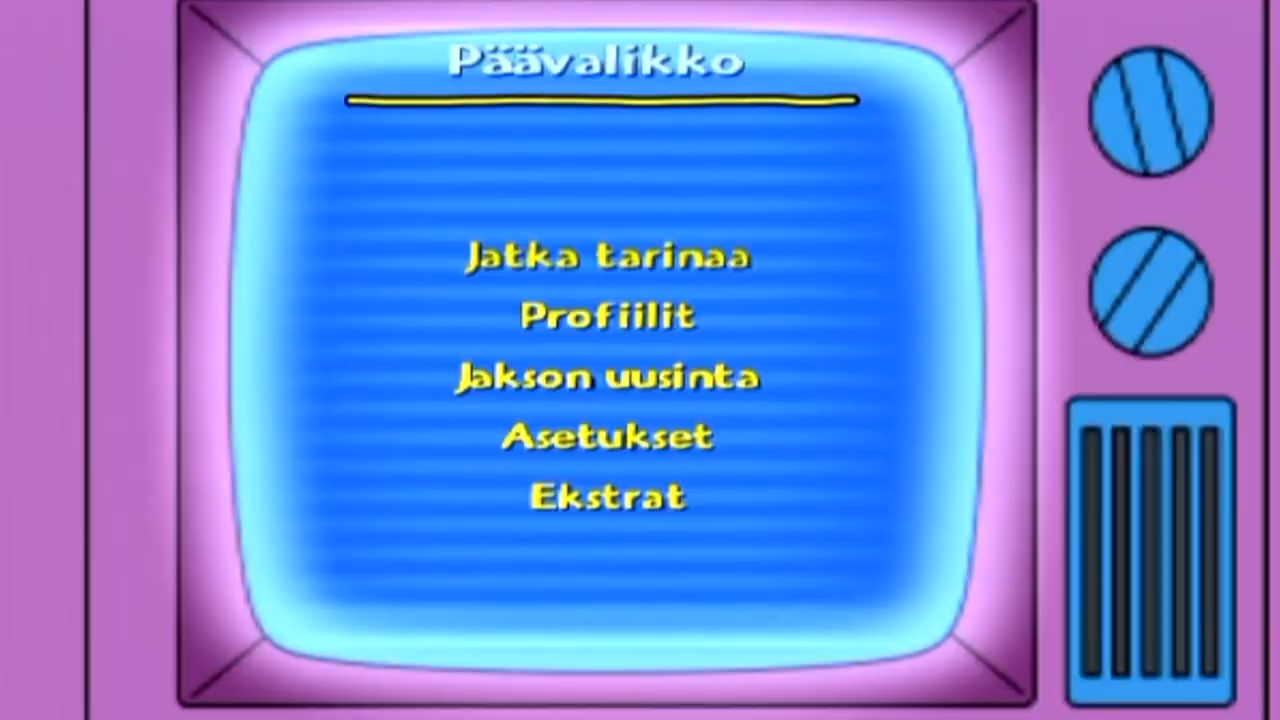 Päävalikko
Jatka tarinaa
Profiilit
Jakson uusinta
Asetukset
Ekstrat